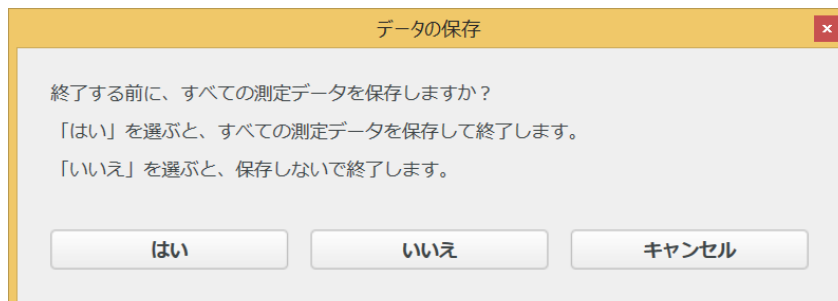 データの保存
終了する前に、すべての測定データを保存しますか？
「はい」を選ぶと、すべての測定データを保存して終了します。
「いいえ」を選ぶと、保存しないで終了します。
はい
いいえ
キャンセル